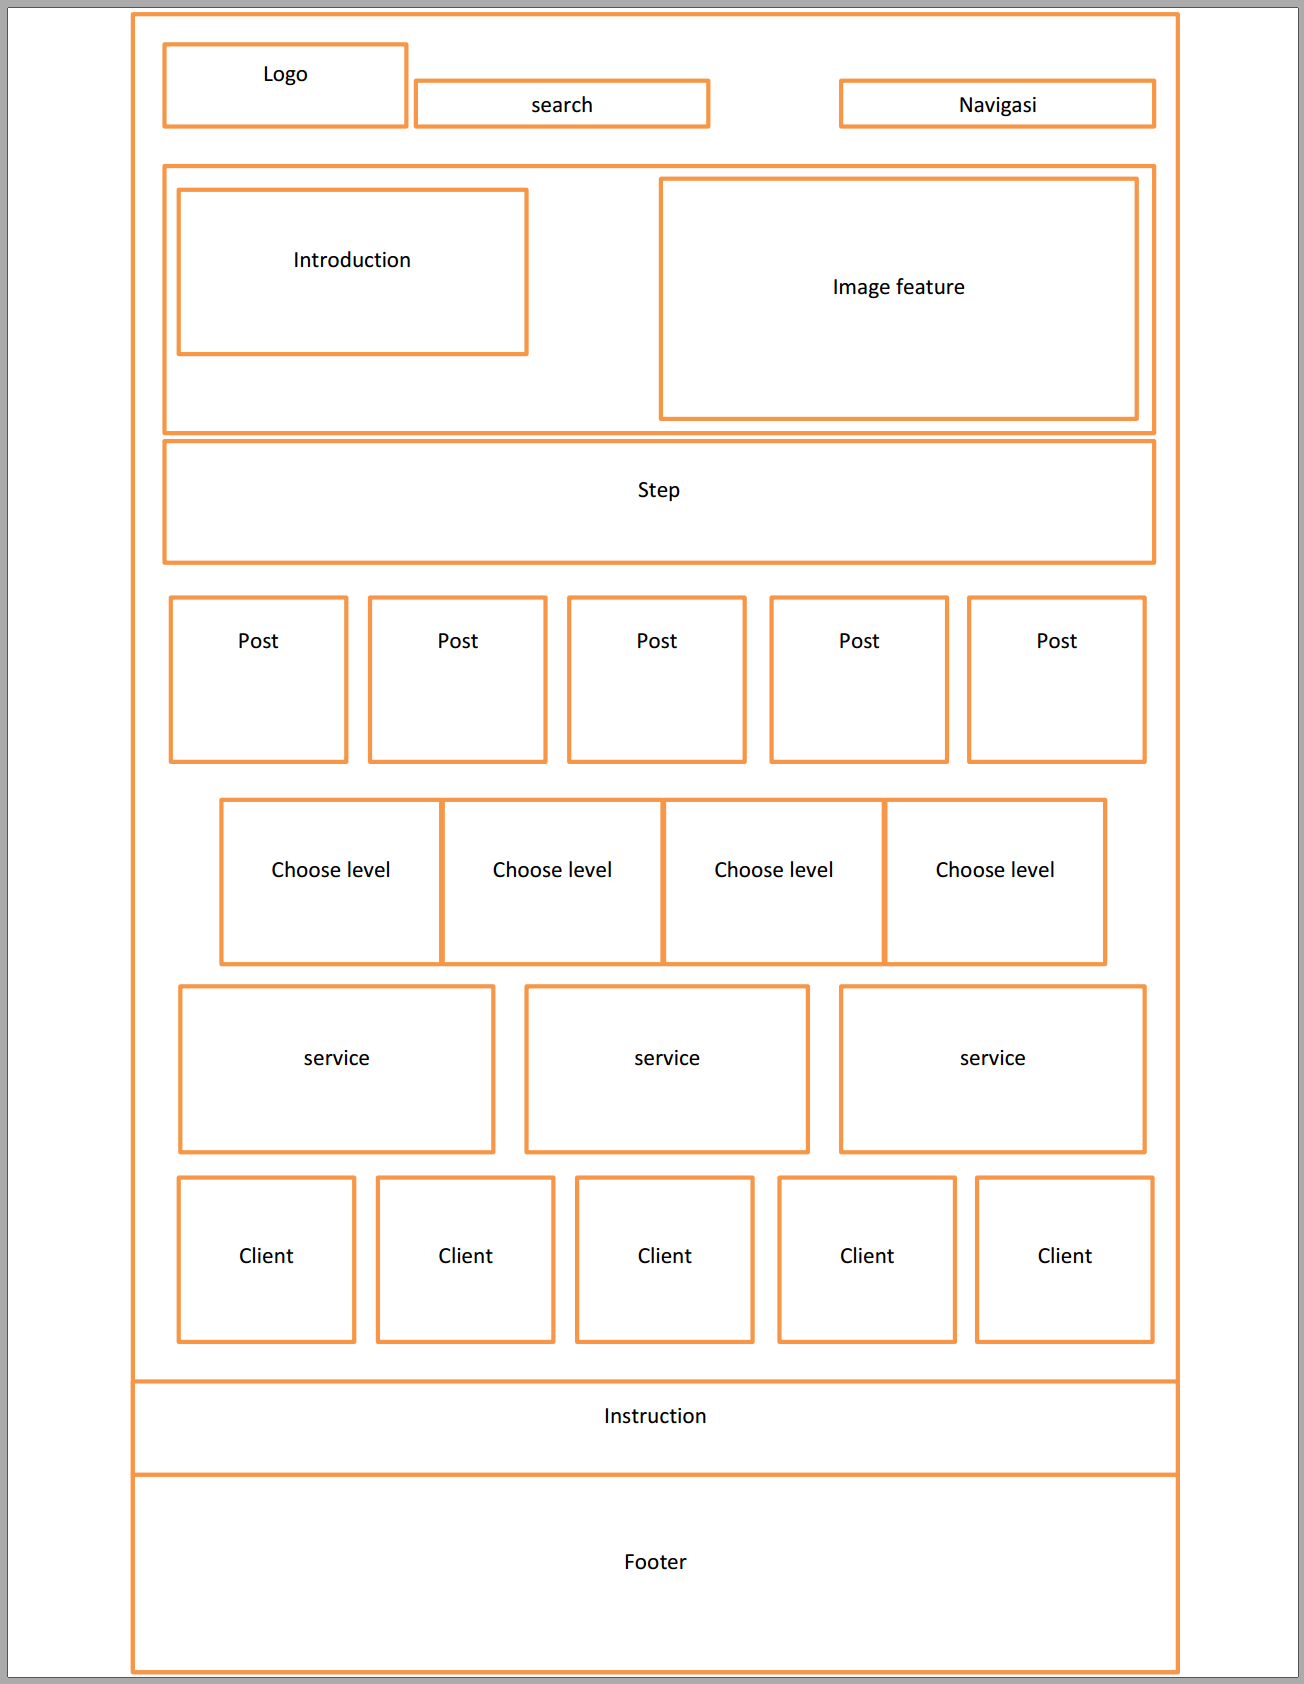 Logo
search
Navigasi
Introduction
Image feature
Step
Post
Post
Post
Post
Post
Choose level
Choose level
Choose level
Choose level
service
service
service
Client
Client
Client
Client
Client
Instruction
Footer